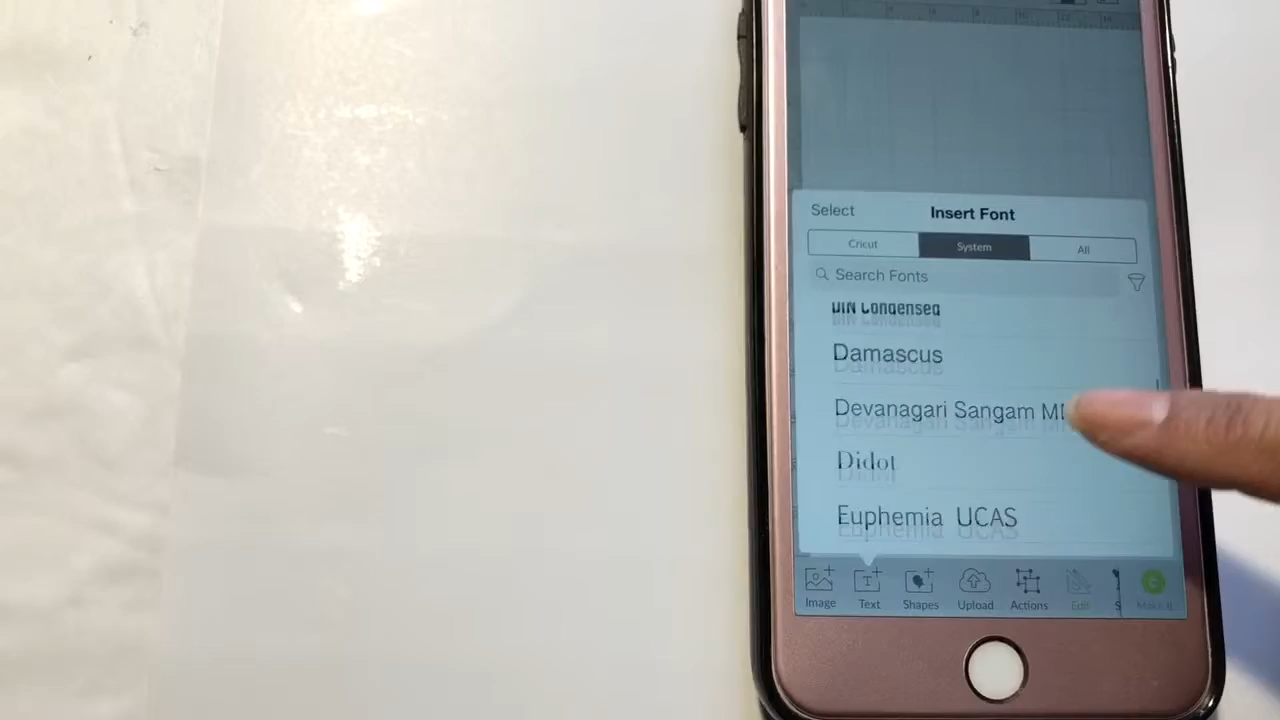 Select Insert Font
Cricut System All
Search Fonts
DIN Condensed
Damascus
Devanagari Sangam
Didot
Euphemia UCAS
Image Text Shapes Upload Actions Edit